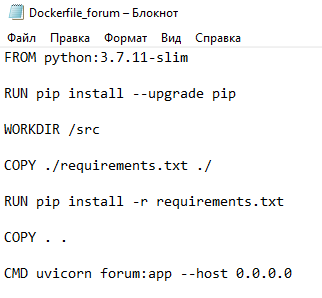 Dockerfile_forum – Блокнот
Файл Правка Формат Вид Справка
FROM python:3.7.11-slim
RUN pip install --upgrade pip
WORKDIR /src
COPY ./requirements.txt ./
RUN pip install -r requirements.txt
COPY . .
CMD uvicorn forum:app --host 0.0.0.0